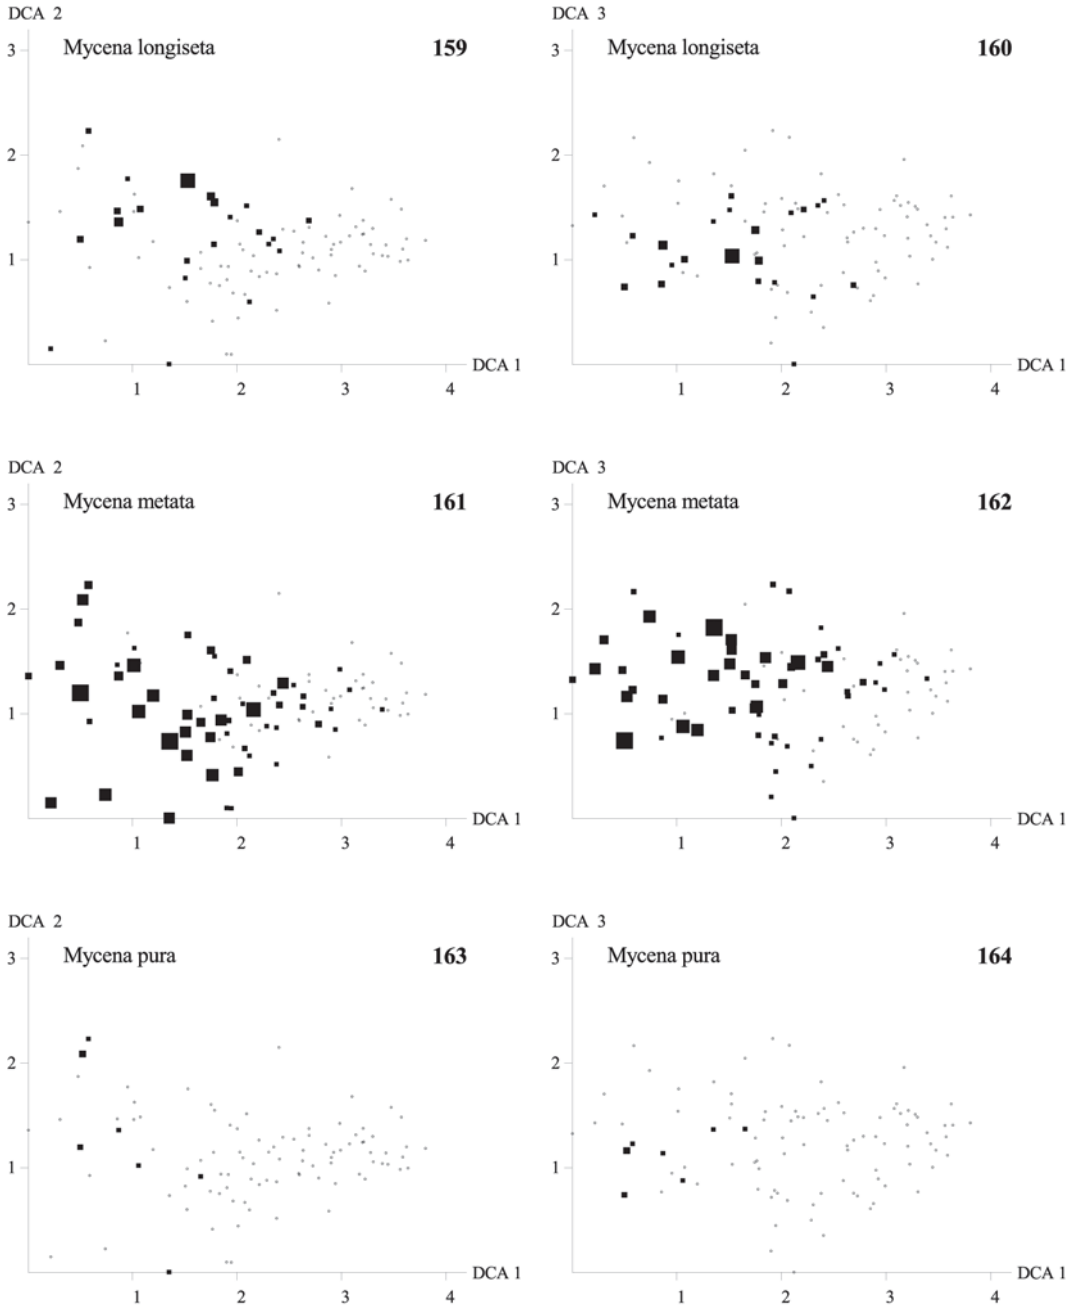 DCA 2
Mycena longiseta 159
3
2
1
DCA 1
1 2 3 4
DCA 3
Mycena longiseta 160
3
2
1
DCA 1
1 2 3 4
DCA 2
Mycena metata 161
3
2
1
DCA 1
1 2 3 4
DCA 3
Mycena metata 162
3
2
1
DCA 1
1 2 3 4
DCA 2
Mycena pura 163
3
2
1
DCA 1
1 2 3 4
DCA 3
Mycena pura 164
3
2
1
DCA 1
1 2 3 4